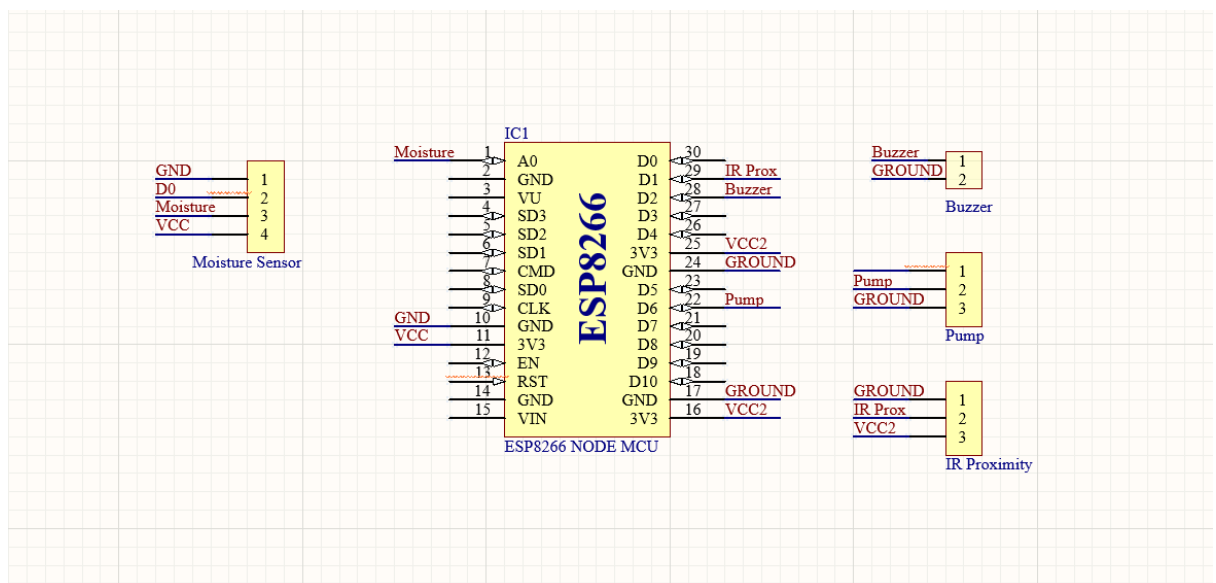 GND 1
D0 2
Moisture 3
VCC 4
Moisture Sensor
IC1
Moisture 1 A0
2 GND
3 VU
4 SD3
5 SD2
6 SD1
7 CMD
8 SD0
9 CLK
GND 10 GND
VCC 11 3V3
12 EN
13 RST
14 GND
15 VIN
ESP8266
D0 30
D1 29 IR Prox
D2 28 Buzzer
D3 27
D4 26
3V3 25 VCC2
GND 24 GROUND
D5 23
D6 22 Pump
D7 21
D8 20
D9 19
D10 18
GND 17 GROUND
3V3 16 VCC2
ESP8266 NODE MCU
Buzzer 1
GROUND 2
Buzzer
1
Pump 2
GROUND 3
Pump
GROUND 1
IR Prox 2
VCC2 3
IR Proximity